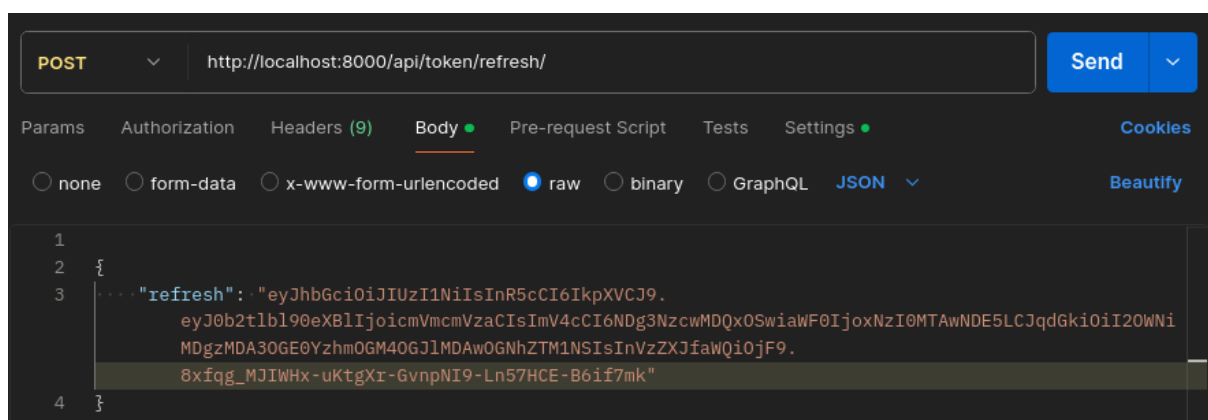 POST http://localhost:8000/api/token/refresh/ Send
Params Authorization Headers (9) Body Pre-request Script Tests Settings Cookies
none form-data x-www-form-urlencoded raw binary GraphQL JSON Beautify
1
2 {
3 "refresh": "eyJhbGciOiJIUzI1NiIsInR5cCI6IkpXVCJ9.
eyJ0b2tlbl90eXBlIjoicmVmcmVzaCIsImV4cCI6NDg3NzcwMDQxOSwiaWF0IjoxNzI0MTAwNDE5LCJqdGkiOiI2OWNi
MDgzMDA3OGE0YzhmOGM4OGJlMDAwOGNhZTM1NSIsInVzZXJfaWQiOjF9.
8xfqg_MJIWHx-uKtgXr-GvnpNI9-Ln57HCE-B6if7mk"
4 }